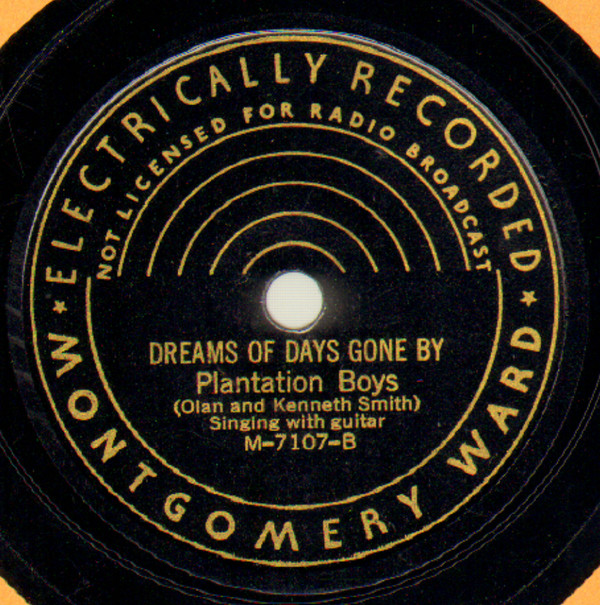 ★ ELECTRICALLY RECORDED ★
NOT LICENSED FOR RADIO BROADCAST
DREAMS OF DAYS GONE BY
Plantation Boys
(Olan and Kenneth Smith)
Singing with guitar
M-7107-B
MONTGOMERY WARD